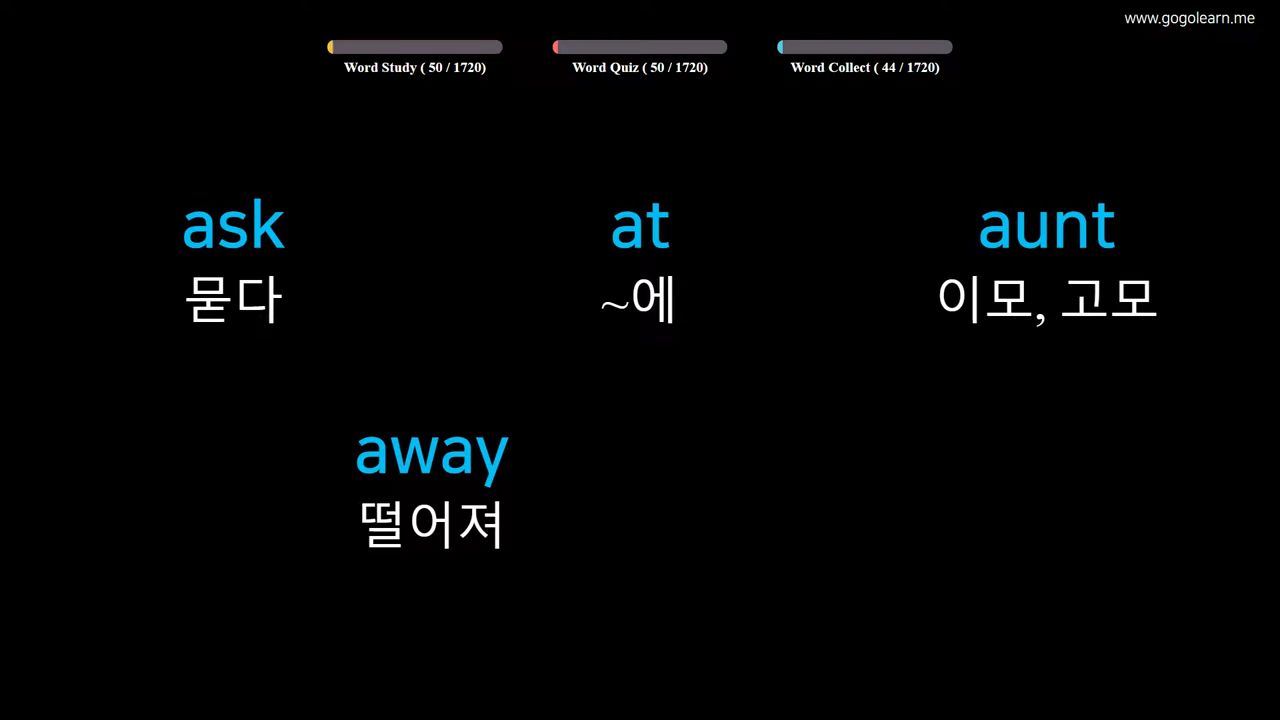 www.gogolearn.me
Word Study ( 50 / 1720)
Word Quiz ( 50 / 1720)
Word Collect ( 44 / 1720)
ask
묻다
at
~에
aunt
이모, 고모
away
떨어져